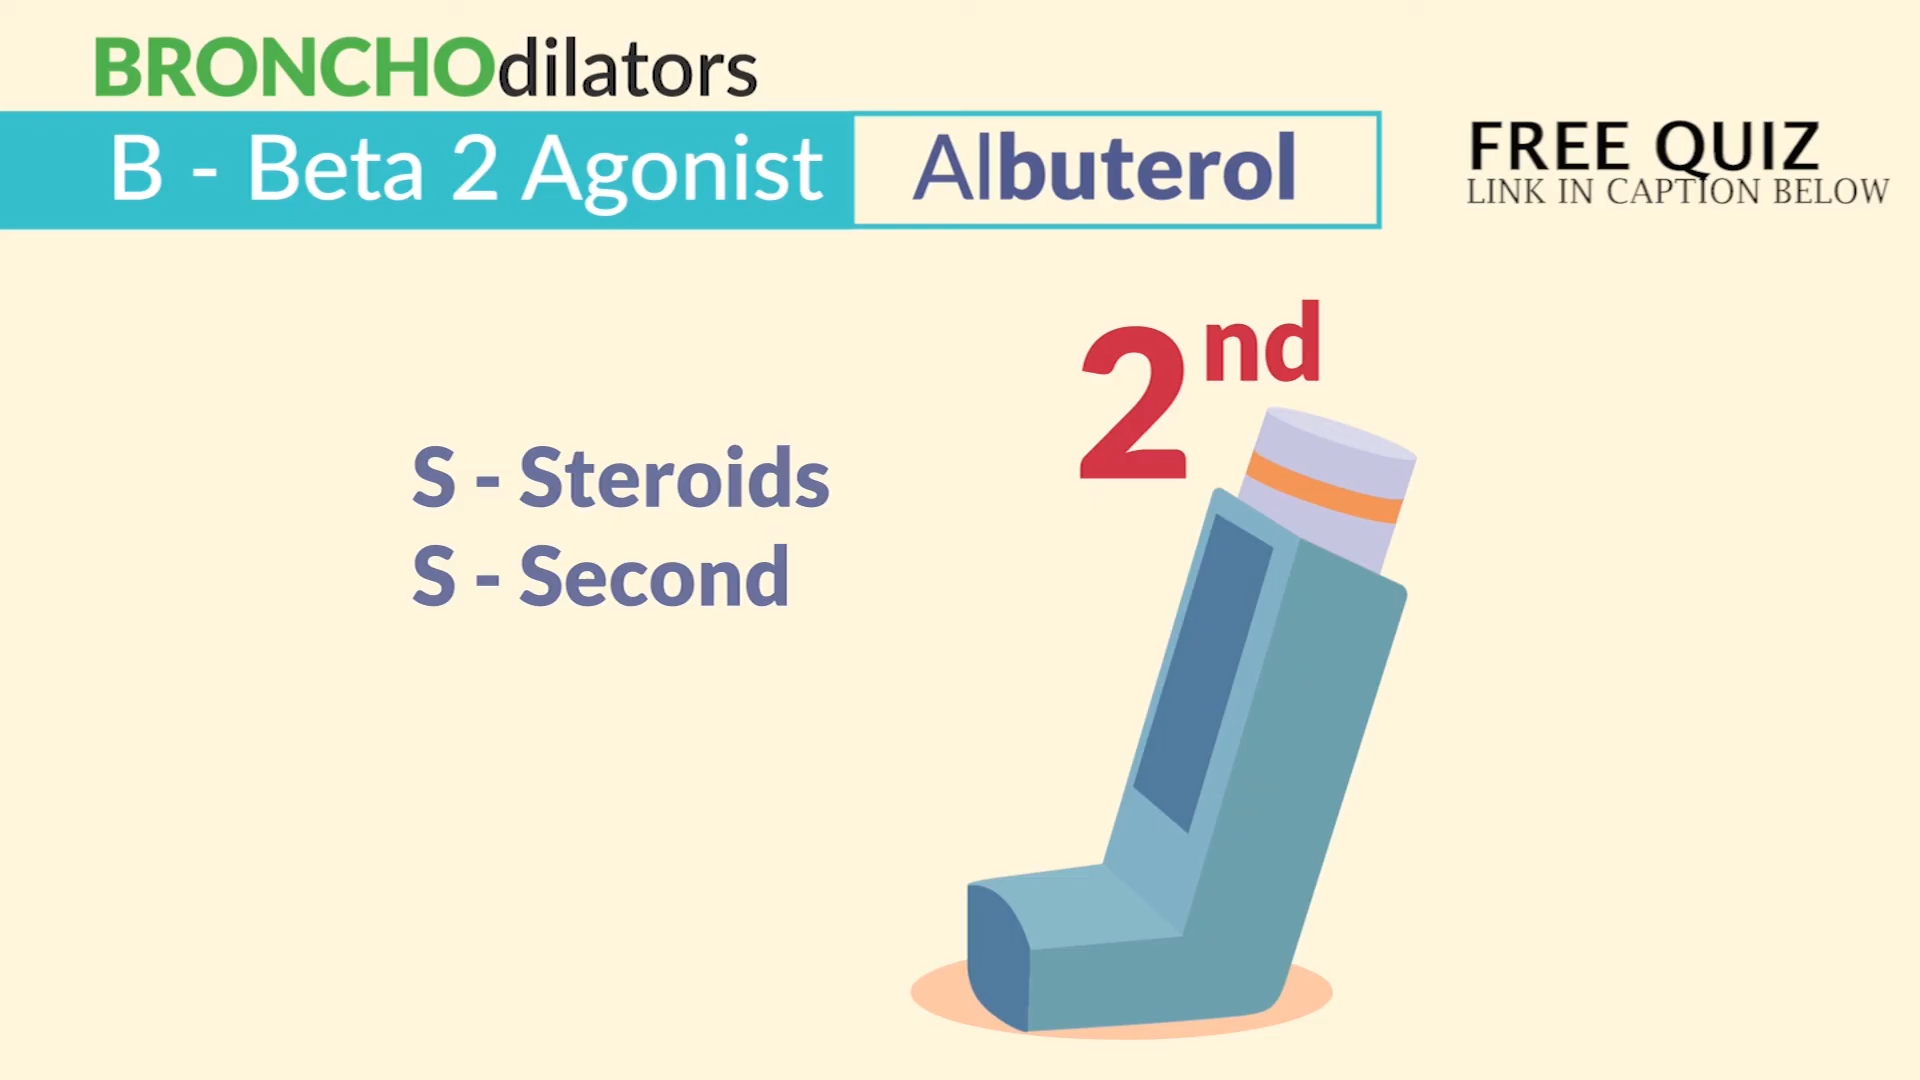 BRONCHOdilators
B - Beta 2 Agonist
Albuterol
FREE QUIZ
LINK IN CAPTION BELOW
2nd
S - Steroids
S - Second